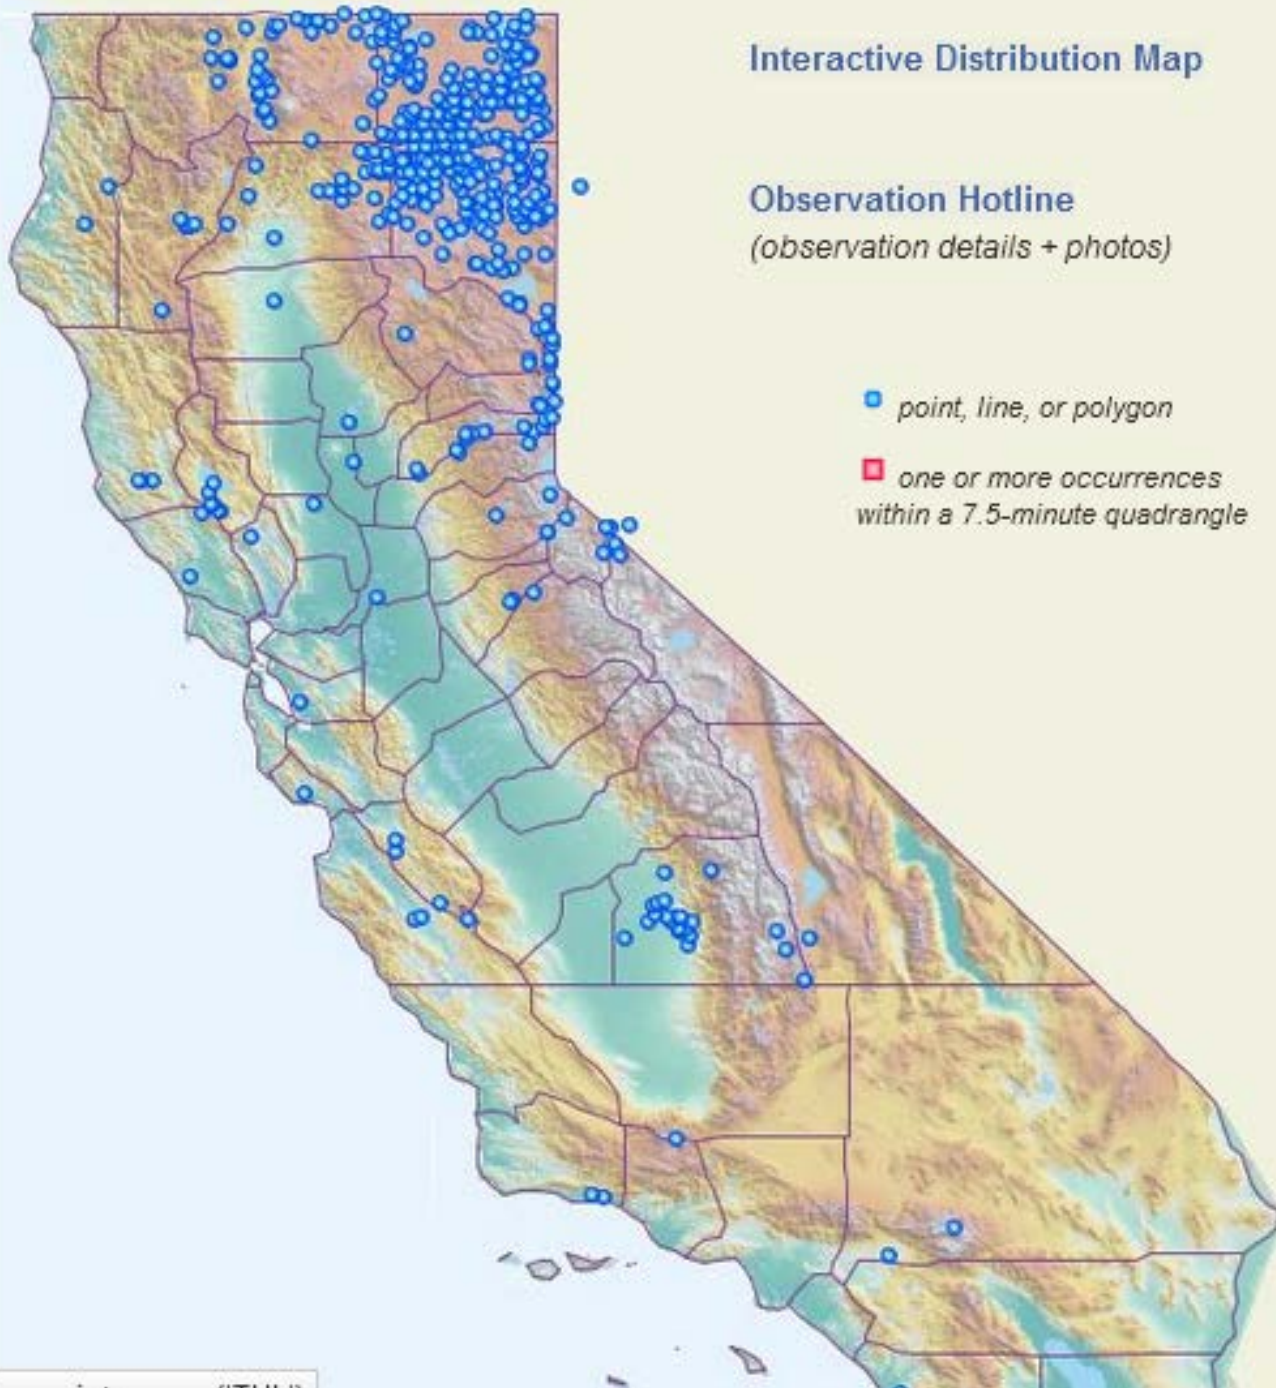 Interactive Distribution Map
Observation Hotline
(observation details + photos)
point, line, or polygon
one or more occurrences
within a 7.5-minute quadrangle